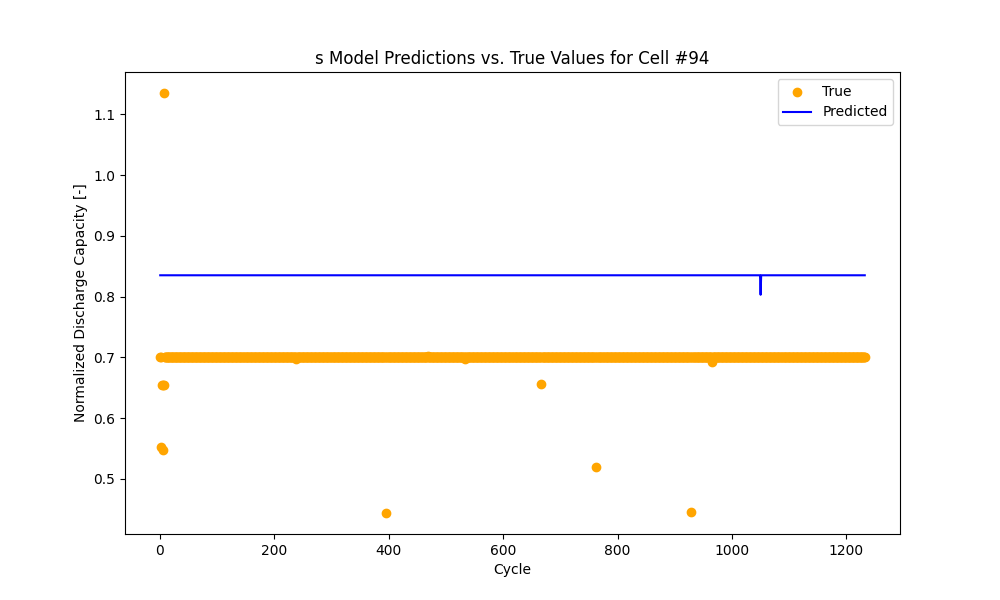 s Model Predictions vs. True Values for Cell #94
True
Predicted
Normalized Discharge Capacity [-]
1.1
1.0
0.9
0.8
0.7
0.6
0.5
0
200
400
600
800
1000
1200
Cycle